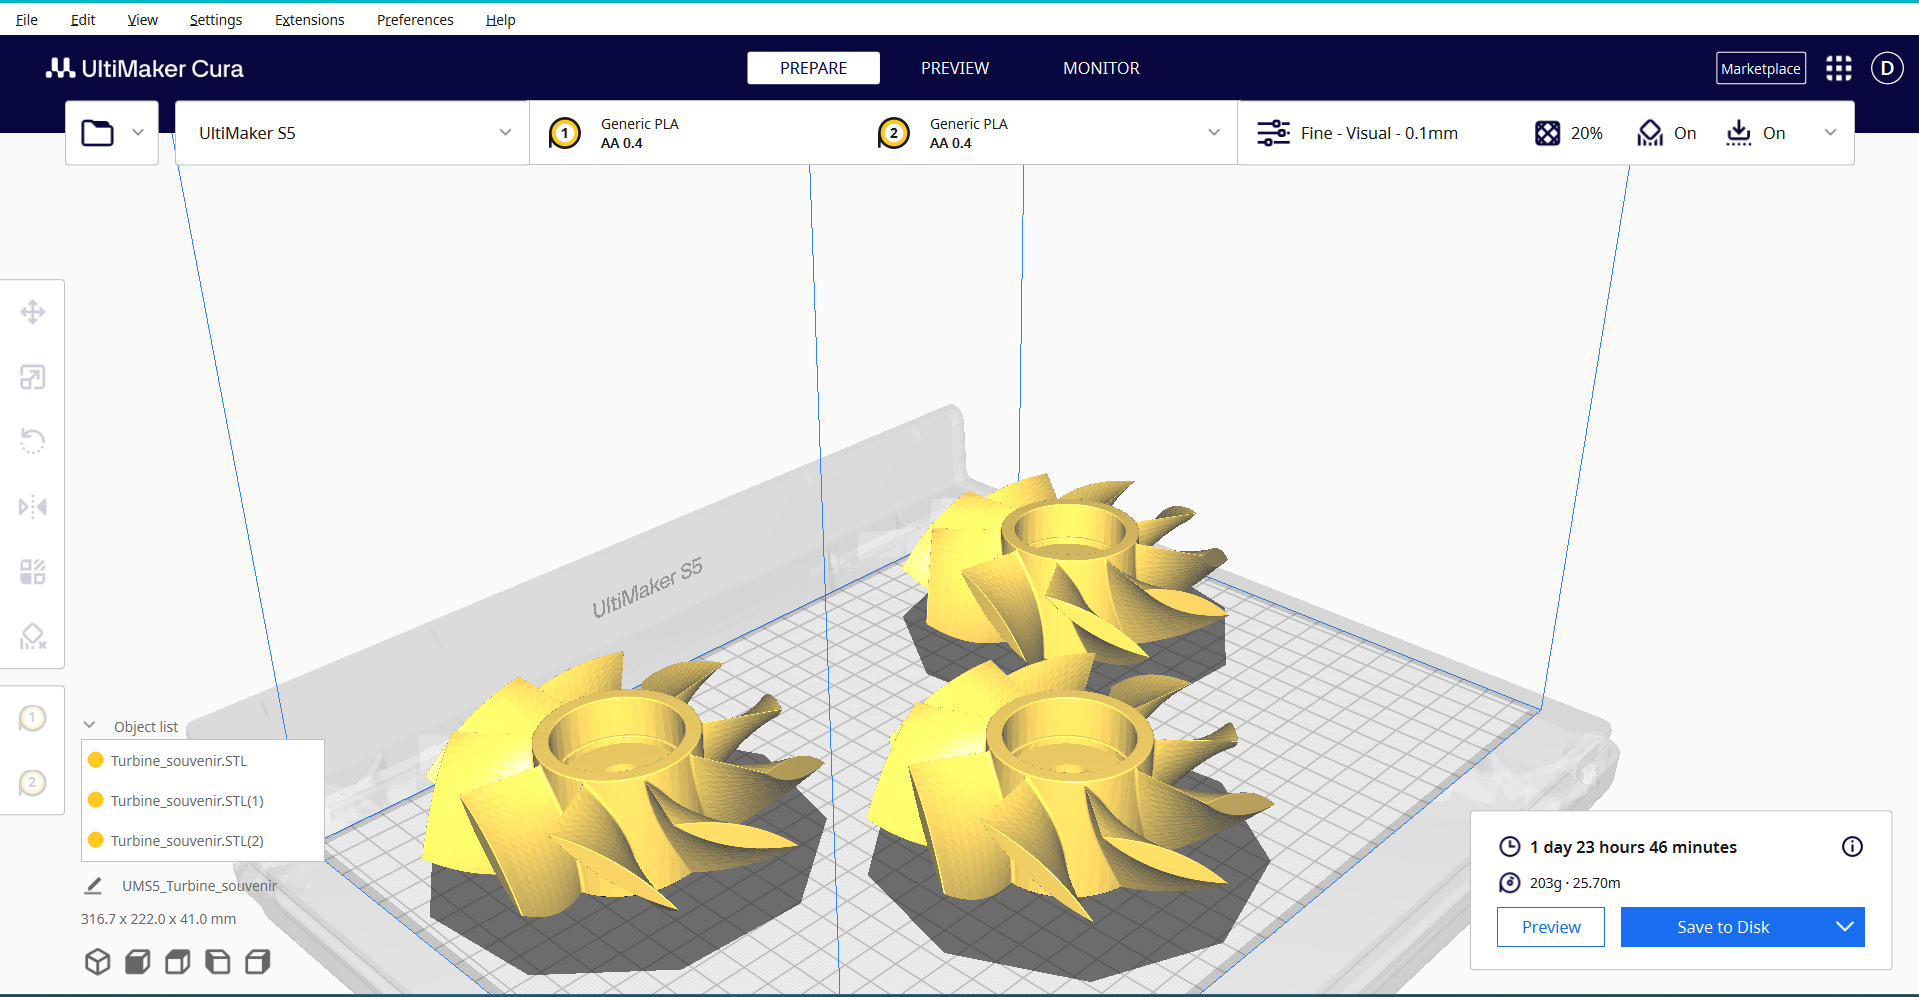 File Edit View Settings Extensions Preferences Help
UltiMaker Cura
PREPARE PREVIEW MONITOR
Marketplace
D
UltiMaker S5
1
Generic PLA
AA 0.4
2
Generic PLA
AA 0.4
Fine - Visual - 0.1mm
20%
On
On
UltiMaker S5
1
2
Object list
Turbine_souvenir.STL
Turbine_souvenir.STL(1)
Turbine_souvenir.STL(2)
UMS5_Turbine_souvenir
316.7 x 222.0 x 41.0 mm
1 day 23 hours 46 minutes
203g · 25.70m
Preview
Save to Disk